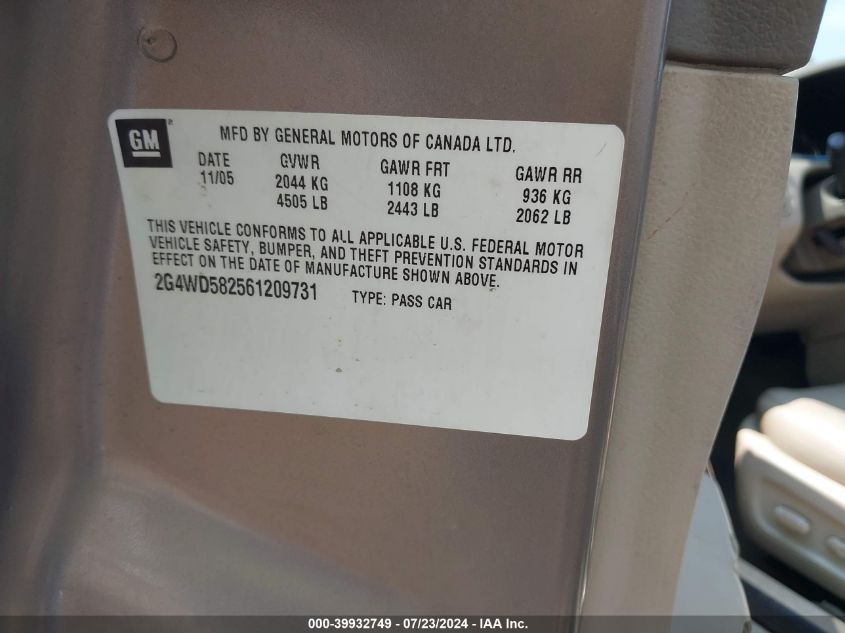 GM
MFD BY GENERAL MOTORS OF CANADA LTD.
DATE GVWR GAWR FRT GAWR RR
11/05 2044 KG 1108 KG 936 KG
4505 LB 2443 LB 2062 LB
THIS VEHICLE CONFORMS TO ALL APPLICABLE U.S. FEDERAL MOTOR
VEHICLE SAFETY, BUMPER, AND THEFT PREVENTION STANDARDS IN
EFFECT ON THE DATE OF MANUFACTURE SHOWN ABOVE.
2G4WD582561209731 TYPE: PASS CAR
000-39932749 - 07/23/2024 - IAA Inc.